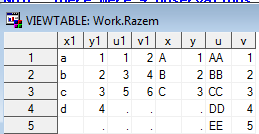 VIEWTABLE: Work.Razem
x1 y1 u1 v1 x y u v
1 a 1 1 2 A 1 AA 1
2 b 2 3 4 B 2 BB 2
3 c 3 5 6 C 3 CC 3
4 d 4 . . . DD 4
5 . . . . EE 5